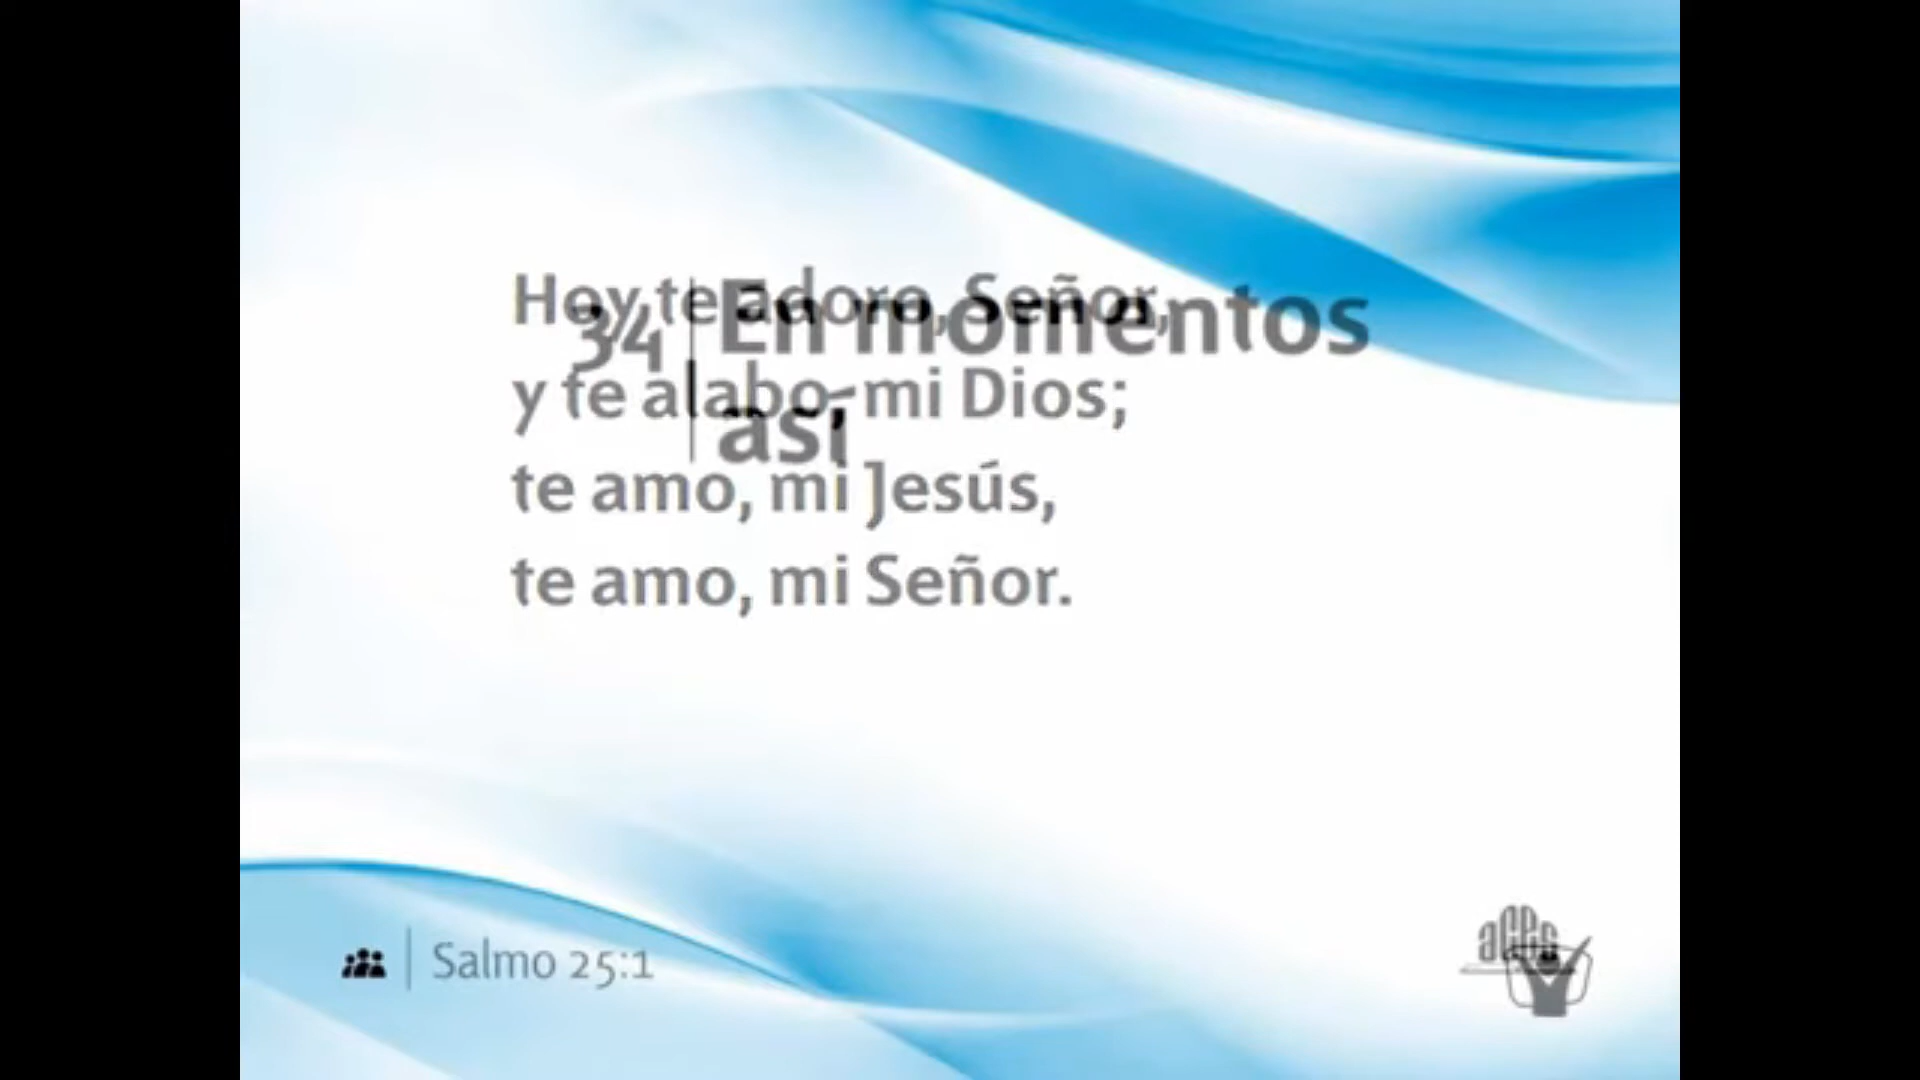 34 | En momentos
así
Hoy te adoro, Señor,
y te alabo, mi Dios;
te amo, mi Jesús,
te amo, mi Señor.
Salmo 25:1
aces